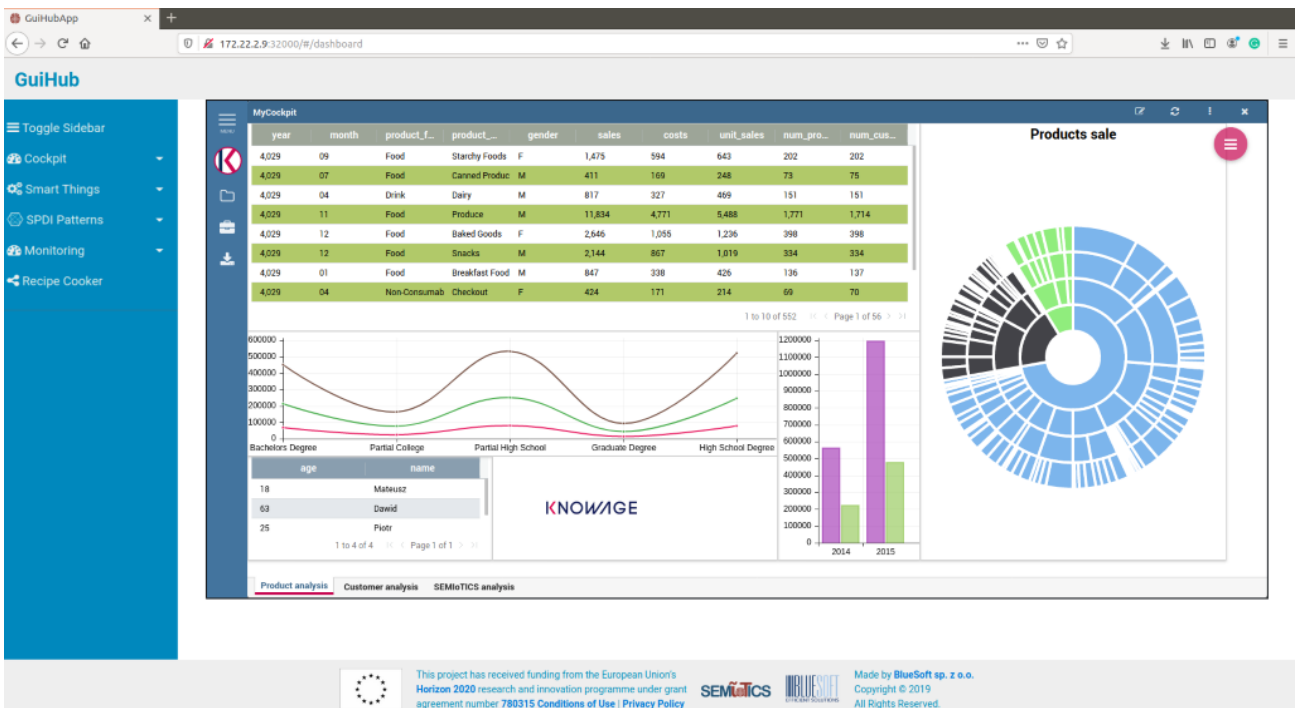 GuiHubApp
172.22.2.9:32000/#/dashboard
GuiHub
Toggle Sidebar
Cockpit
Smart Things
SPDI Patterns
Monitoring
Recipe Cooker
MyCockpit
MENU
year month product_f... product_... gender sales costs unit_sales num_pro... num_cus...
4,029 09 Food Starchy Foods F 1,475 594 643 202 202
4,029 07 Food Canned Produc M 411 169 248 73 75
4,029 04 Drink Dairy M 817 327 469 151 151
4,029 11 Food Produce M 11,834 4,771 5,488 1,771 1,714
4,029 12 Food Baked Goods F 2,646 1,055 1,236 398 398
4,029 12 Food Snacks M 2,144 867 1,019 334 334
4,029 01 Food Breakfast Food M 847 338 426 136 137
4,029 04 Non-Consumab Checkout F 424 171 214 69 70
1 to 10 of 552 Page 1 of 56
Products sale
600000
500000
400000
300000
200000
100000
0
Bachelors Degree Partial College Partial High School Graduate Degree High School Degree
age name
18 Mateusz
63 Dawid
25 Piotr
1 to 4 of 4 Page 1 of 1
KNOWAGE
1200000
1100000
1000000
900000
800000
700000
600000
500000
400000
300000
200000
100000
0
2014 2015
Product analysis Customer analysis SEMIoTICS analysis
This project has received funding from the European Union's
Horizon 2020 research and innovation programme under grant
agreement number 780315 Conditions of Use | Privacy Policy
SEMIoTICS
BLUESOFT
EFFICIENT SOLUTIONS
Made by BlueSoft sp. z o.o.
Copyright © 2019
All Rights Reserved.